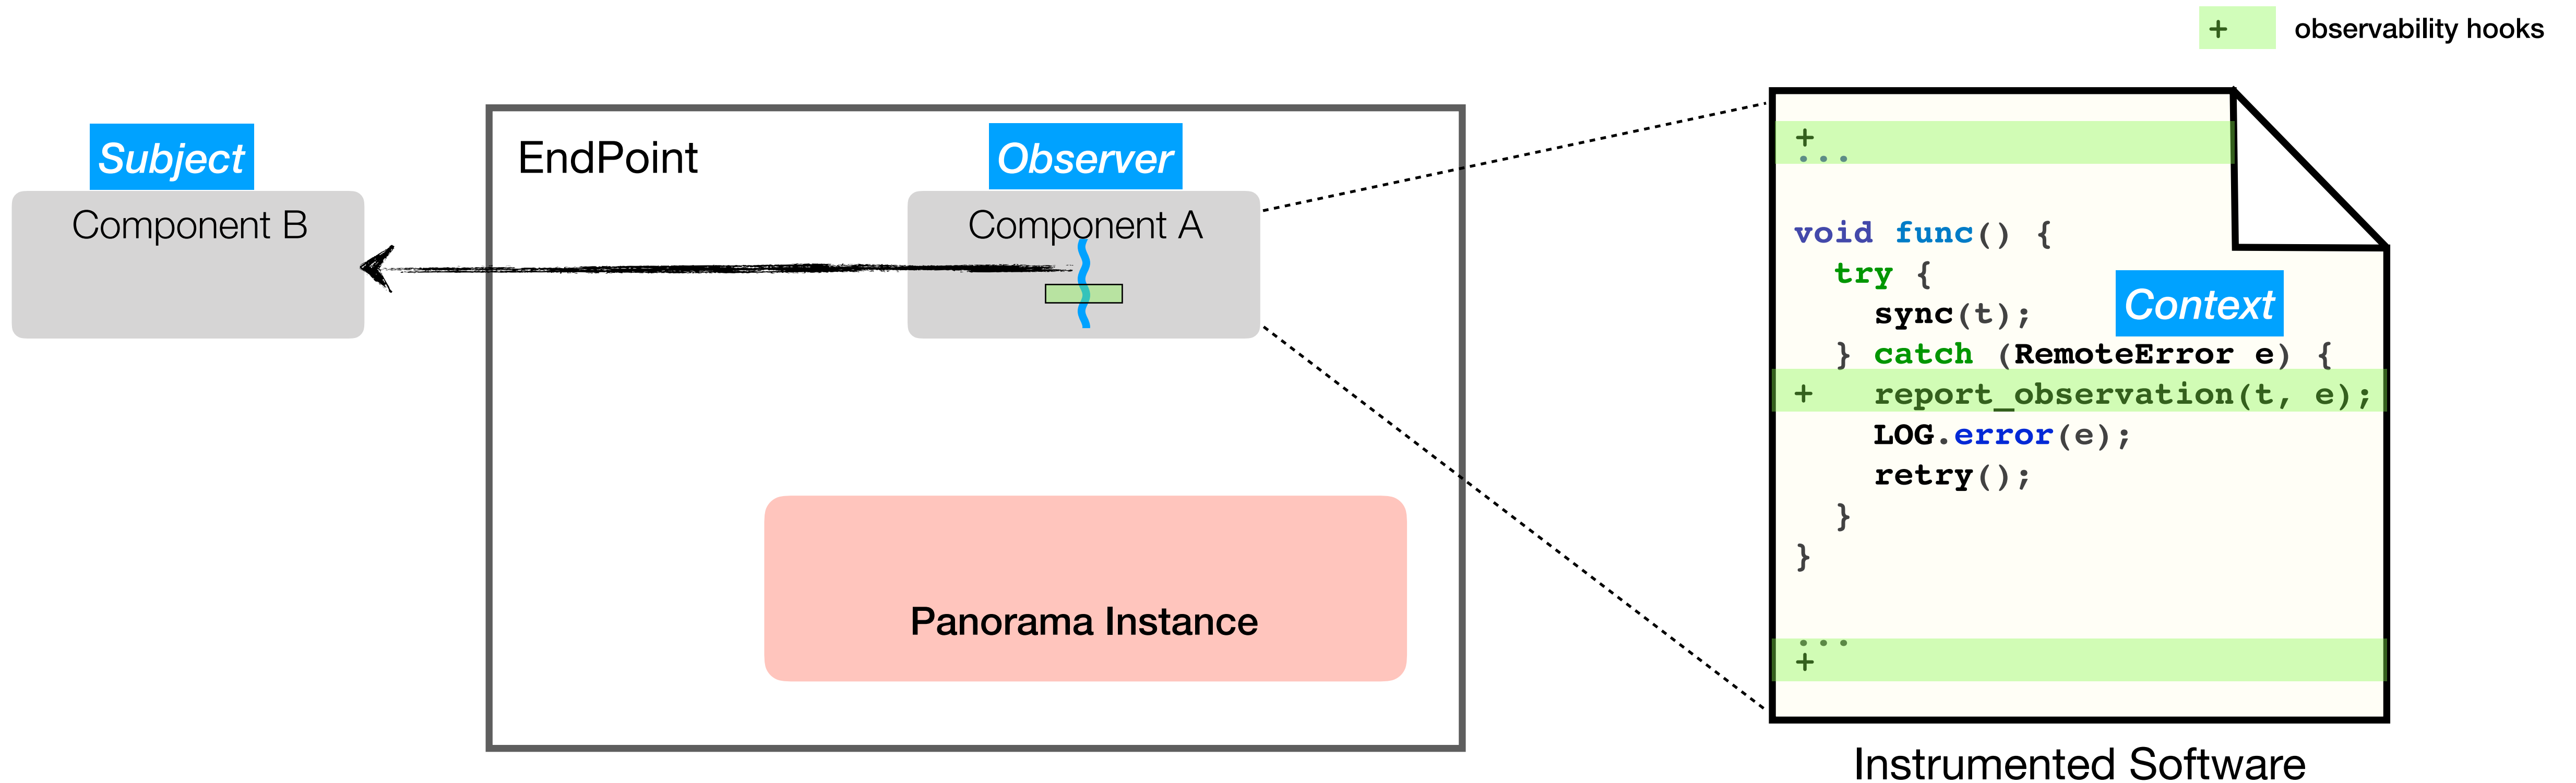 + observability hooks
Subject
Component B
EndPoint
Observer
Component A
Panorama Instance
+
...
void func() {
try {
sync(t);
Context
} catch (RemoteError e) {
+ report_observation(t, e);
LOG.error(e);
retry();
}
}
...
+
Instrumented Software